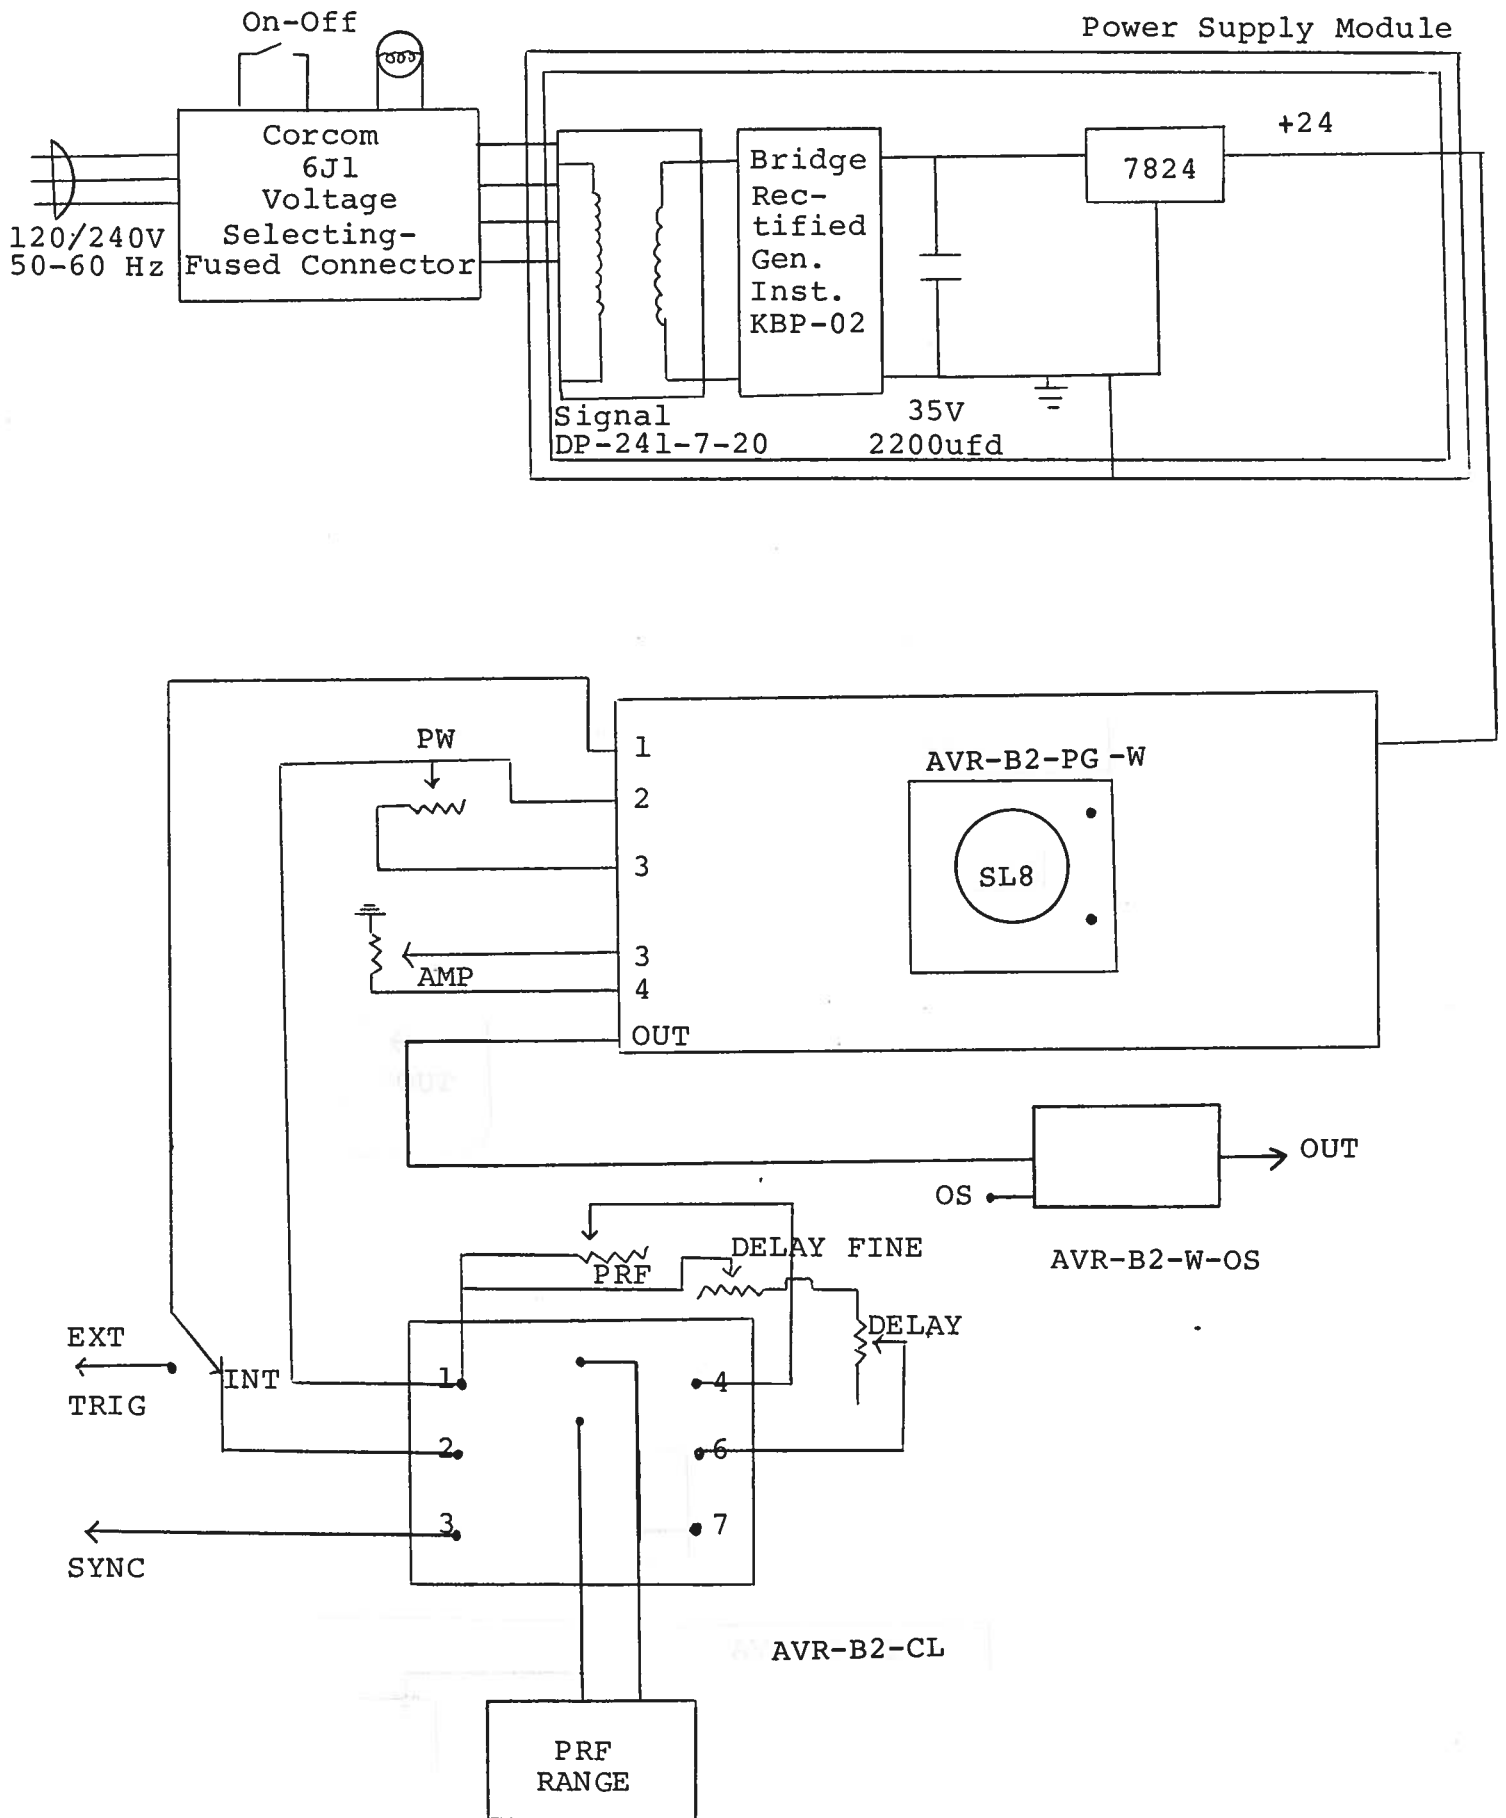 On-Off
Power Supply Module
Corcom
6J1
Voltage
Selecting-
Fused Connector
120/240V
50-60 Hz
Bridge
Rec-
tified
Gen.
Inst.
KBP-02
7824
+24
Signal
DP-241-7-20
35V
2200ufd
PW
1
2
3
3
4
OUT
AMP
AVR-B2-PG-W
SL8
OUT
OS
AVR-B2-W-OS
PRF
DELAY FINE
DELAY
EXT
TRIG
INT
SYNC
1
2
3
4
6
7
AVR-B2-CL
PRF
RANGE